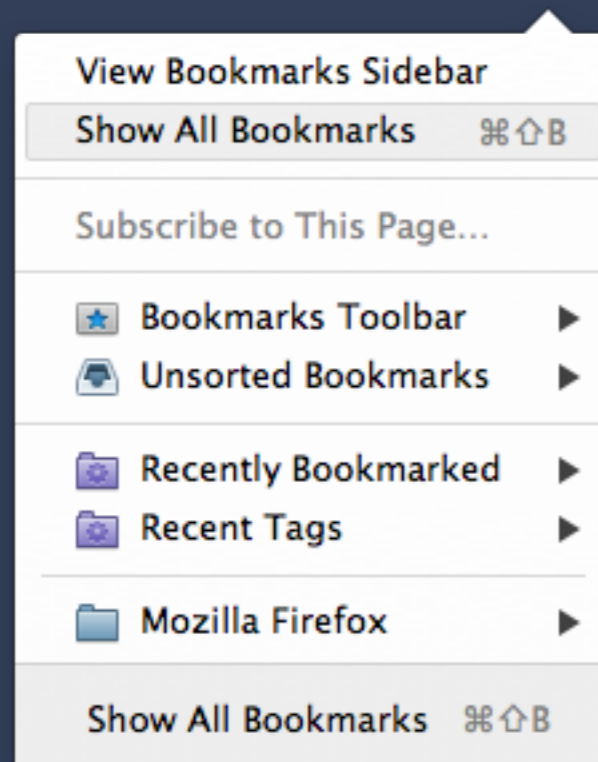 View Bookmarks Sidebar
Show All Bookmarks ⌘⇧B
Subscribe to This Page...
Bookmarks Toolbar
Unsorted Bookmarks
Recently Bookmarked
Recent Tags
Mozilla Firefox
Show All Bookmarks ⌘⇧B